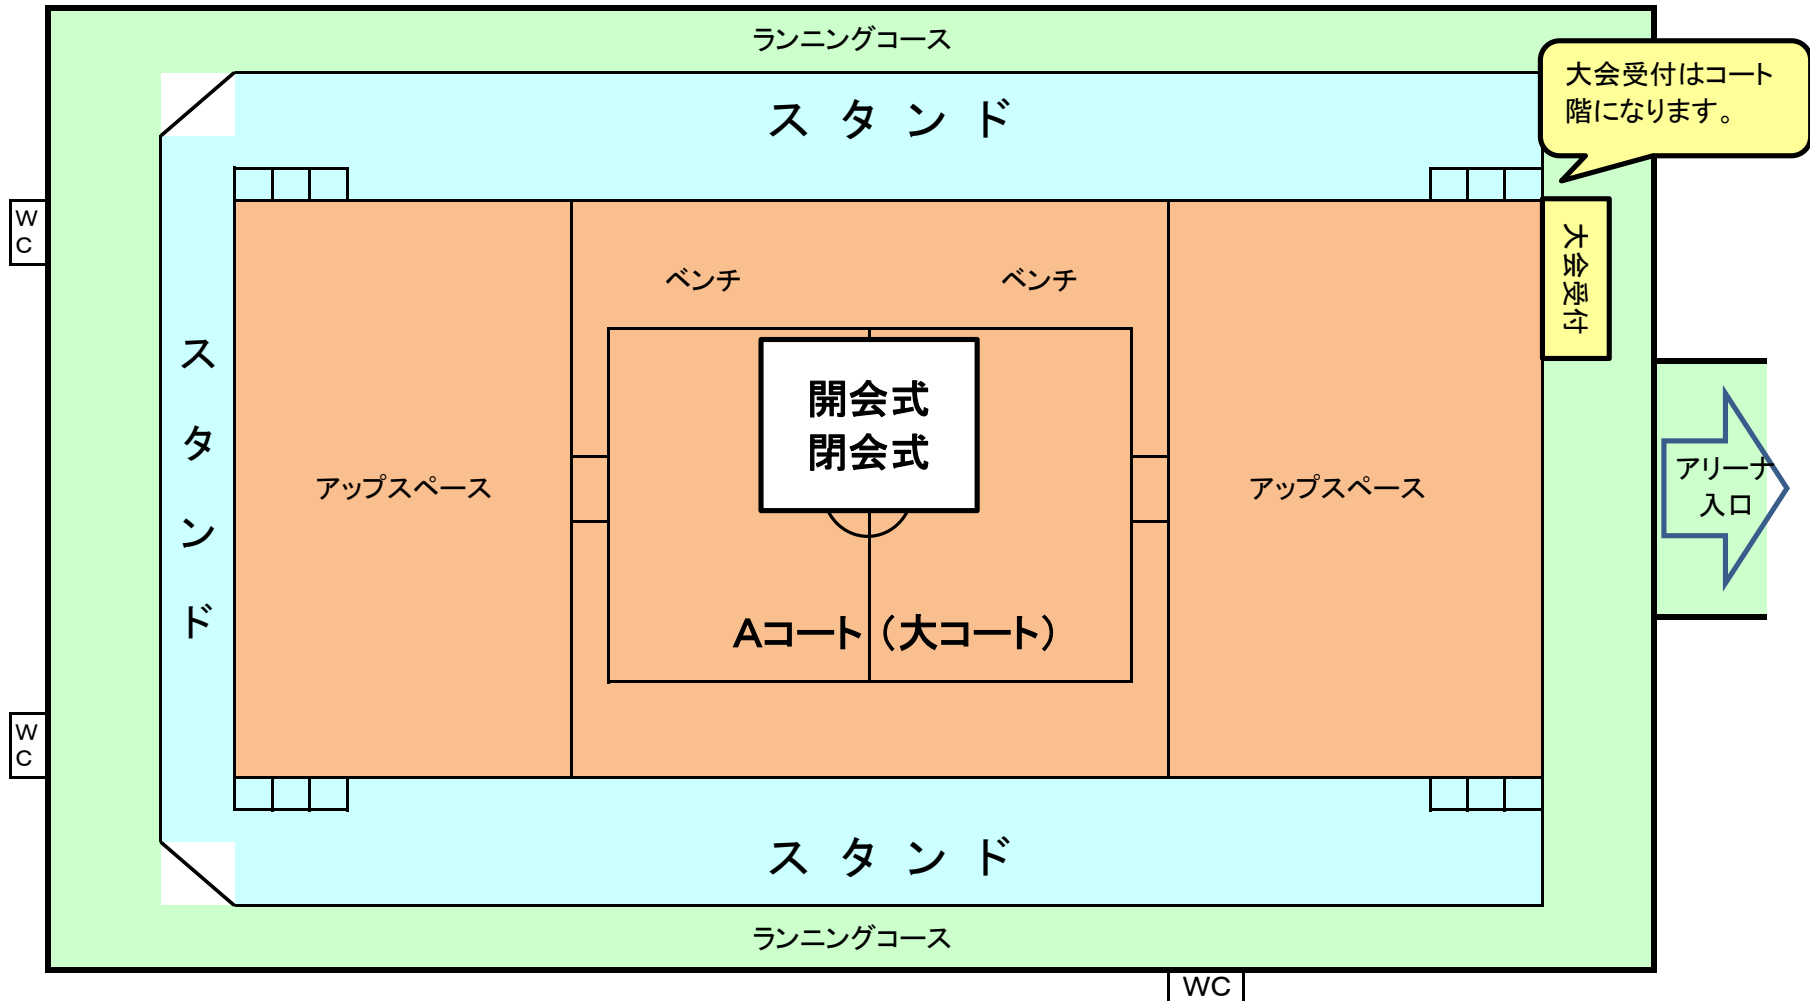 ランニングコース
大会受付はコート
階になります。
スタンド
WC
大会受付
ベンチ
ベンチ
スタンド
開会式
閉会式
アップスペース
アップスペース
アリーナ
入口
Aコート（大コート）
WC
スタンド
ランニングコース
WC